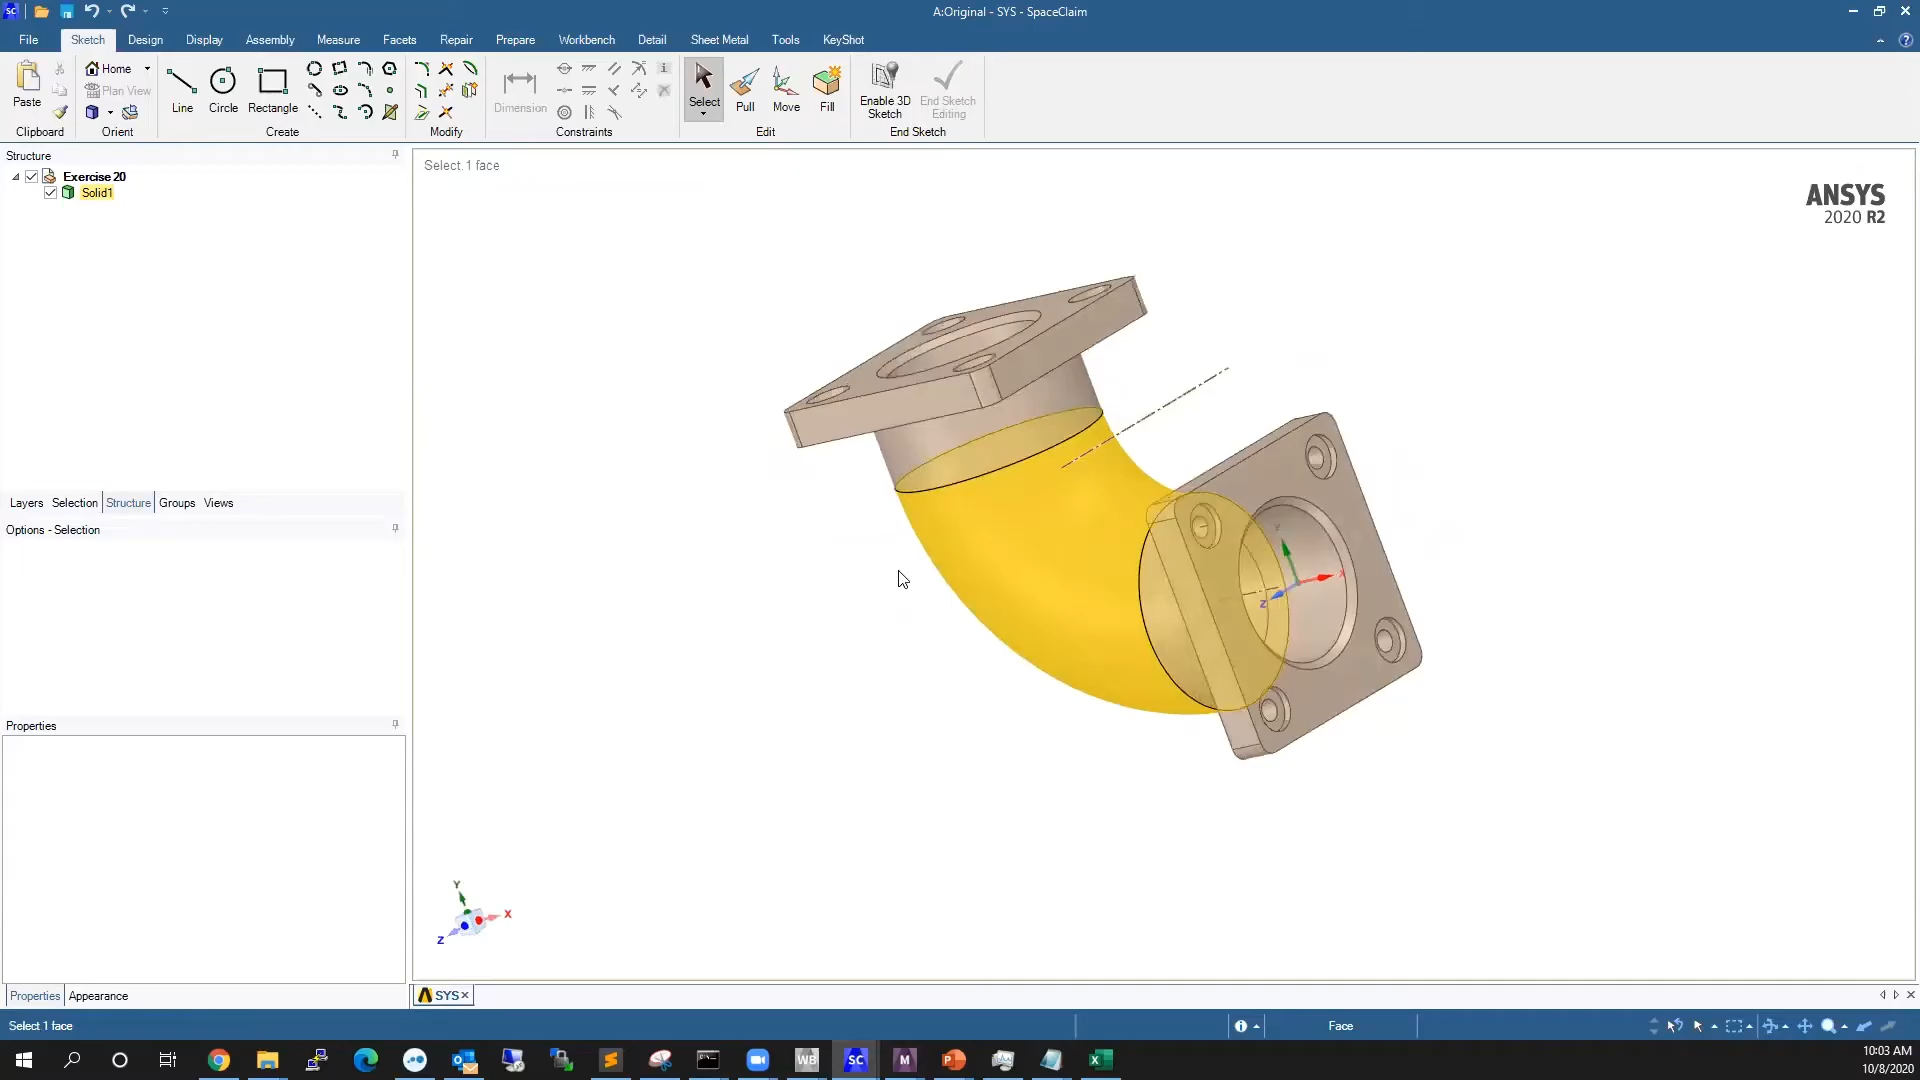 SC
A:Original - SYS - SpaceClaim
File Sketch Design Display Assembly Measure Facets Repair Prepare Workbench Detail Sheet Metal Tools KeyShot
Paste
Home
Plan View
Line Circle Rectangle
Dimension
Select Pull Move Fill
Enable 3D Sketch
End Sketch Editing
Clipboard Orient Create Modify Constraints Edit End Sketch
Structure
Exercise 20
Solid1
Layers Selection Structure Groups Views
Options - Selection
Properties
Properties Appearance
Select 1 face
ANSYS
2020 R2
Y
X
Z
Y
X
Z
SYS
Select 1 face
Face
WB SC M
10:03 AM
10/8/2020